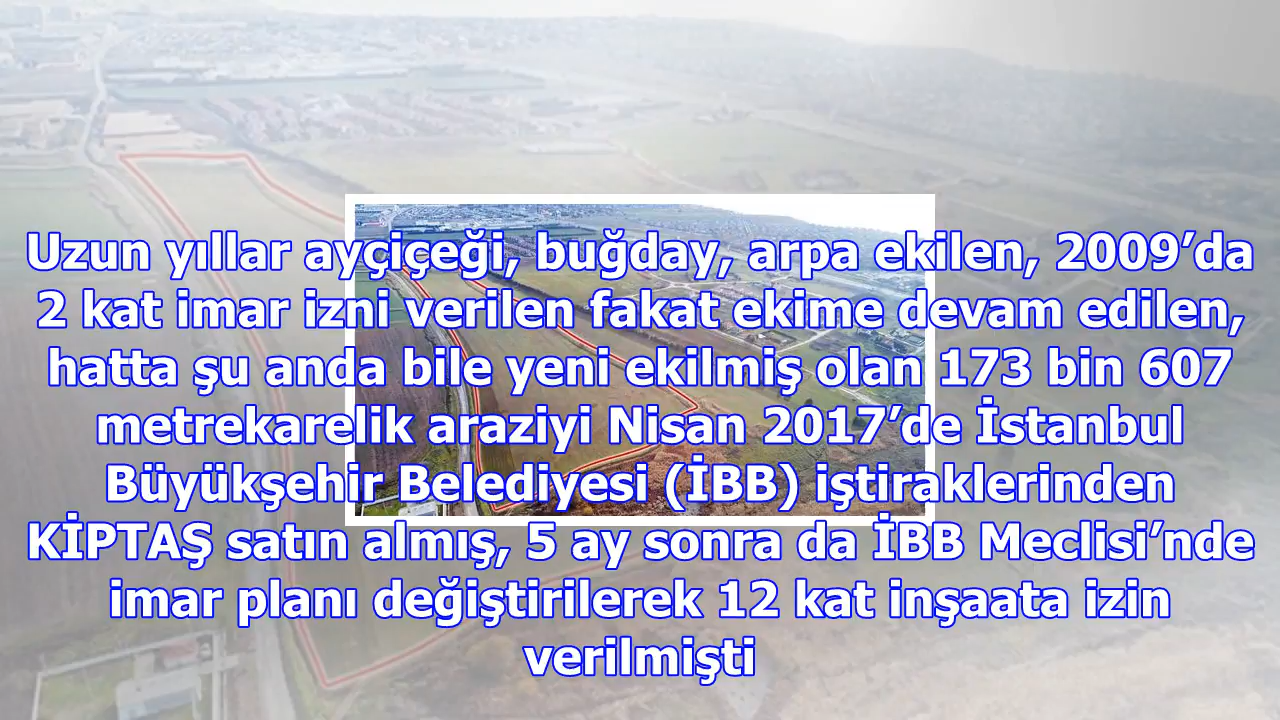 Uzun yıllar ayçiçeği, buğday, arpa ekilen, 2009’da
2 kat imar izni verilen fakat ekime devam edilen,
hatta şu anda bile yeni ekilmiş olan 173 bin 607
metrekarelik araziyi Nisan 2017’de İstanbul
Büyükşehir Belediyesi (İBB) iştiraklerinden
KİPTAŞ satın almış, 5 ay sonra da İBB Meclisi’nde
imar planı değiştirilerek 12 kat inşaata izin
verilmişti